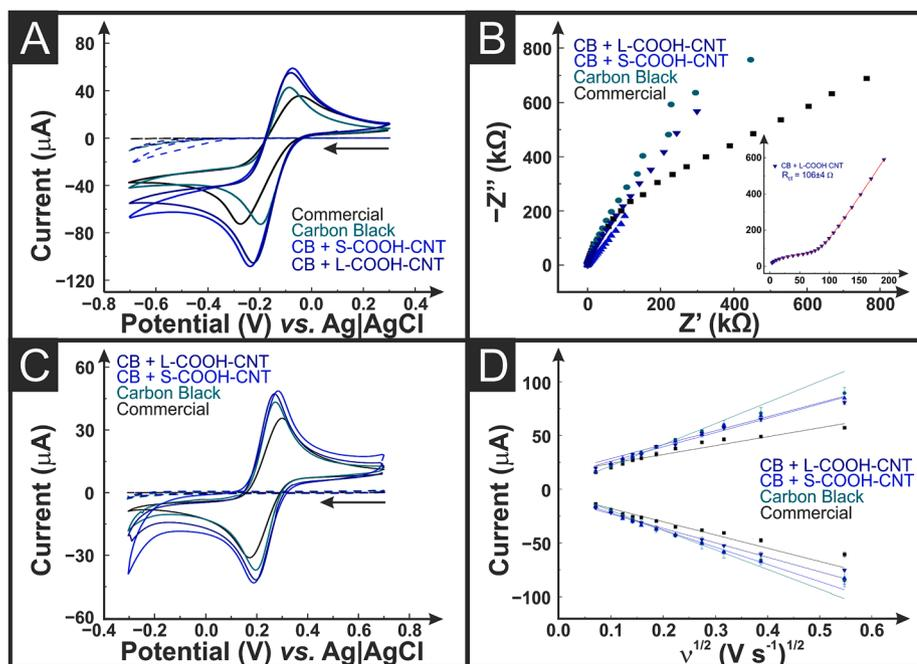 A
80
40
0
−40
−80
−120
Current (μA)
−0.8
−0.6
−0.4
−0.2
0.0
0.2
0.4
Potential (V) vs. Ag|AgCl
Commercial
Carbon Black
CB + S-COOH-CNT
CB + L-COOH-CNT
B
CB + L-COOH-CNT
CB + S-COOH-CNT
Carbon Black
Commercial
800
600
400
200
0
−Z" (kΩ)
0
200
400
600
800
Z' (kΩ)
600
400
200
0
0
50
100
150
200
CB + L-COOH CNT
Rct = 106±4 Ω
C
CB + L-COOH-CNT
CB + S-COOH-CNT
Carbon Black
Commercial
60
30
0
−30
−60
Current (μA)
−0.4
−0.2
0.0
0.2
0.4
0.6
0.8
Potential (V) vs. Ag|AgCl
D
100
50
0
−50
−100
Current (μA)
CB + L-COOH-CNT
CB + S-COOH-CNT
Carbon Black
Commercial
0.0
0.1
0.2
0.3
0.4
0.5
0.6
ν1/2 (V s-1)1/2